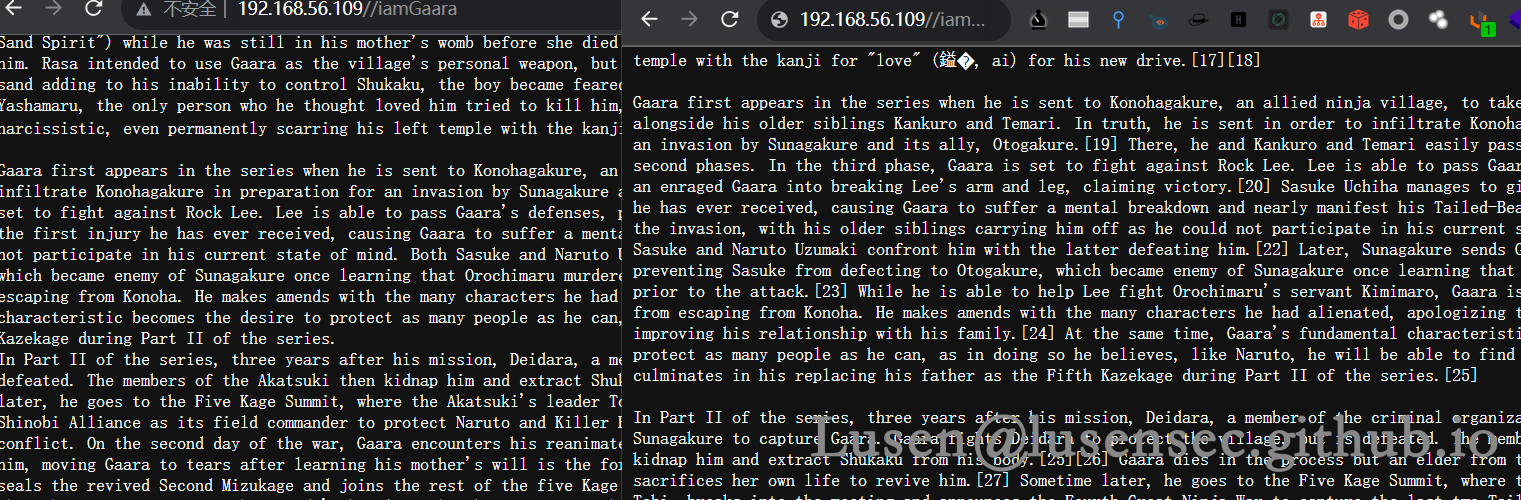 不安全 | 192.168.56.109//iamGaara
Sand Spirit") while he was still in his mother's womb before she died
him. Rasa intended to use Gaara as the village's personal weapon, but
sand adding to his inability to control Shukaku, the boy became feared
Yashamaru, the only person who he thought loved him tried to kill him,
narcissistic, even permanently scarring his left temple with the kanji
Gaara first appears in the series when he is sent to Konohagakure, an
infiltrate Konohagakure in preparation for an invasion by Sunagakure a
set to fight against Rock Lee. Lee is able to pass Gaara's defenses, p
the first injury he has ever received, causing Gaara to suffer a menta
not participate in his current state of mind. Both Sasuke and Naruto U
which became enemy of Sunagakure once learning that Orochimaru murdere
escaping from Konoha. He makes amends with the many characters he had
characteristic becomes the desire to protect as many people as he can,
Kazekage during Part II of the series.
In Part II of the series, three years after his mission, Deidara, a me
defeated. The members of the Akatsuki then kidnap him and extract Shuk
later, he goes to the Five Kage Summit, where the Akatsuki's leader To
Shinobi Alliance as its field commander to protect Naruto and Killer B
conflict. On the second day of the war, Gaara encounters his reanimate
him, moving Gaara to tears after learning his mother's will is the for
seals the revived Second Mizukage and joins the rest of the five Kage
192.168.56.109//iam...
1
temple with the kanji for "love" (鎰�, ai) for his new drive.[17][18]
Gaara first appears in the series when he is sent to Konohagakure, an allied ninja village, to take
alongside his older siblings Kankuro and Temari. In truth, he is sent in order to infiltrate Konoha
an invasion by Sunagakure and its ally, Otogakure.[19] There, he and Kankuro and Temari easily pass
second phases. In the third phase, Gaara is set to fight against Rock Lee. Lee is able to pass Gaar
an enraged Gaara into breaking Lee's arm and leg, claiming victory.[20] Sasuke Uchiha manages to gi
he has ever received, causing Gaara to suffer a mental breakdown and nearly manifest his Tailed-Bea
the invasion, with his older siblings carrying him off as he could not participate in his current s
Sasuke and Naruto Uzumaki confront him with the latter defeating him.[22] Later, Sunagakure sends G
preventing Sasuke from defecting to Otogakure, which became enemy of Sunagakure once learning that
prior to the attack.[23] While he is able to help Lee fight Orochimaru's servant Kimimaro, Gaara is
from escaping from Konoha. He makes amends with the many characters he had alienated, apologizing t
improving his relationship with his family.[24] At the same time, Gaara's fundamental characteristi
protect as many people as he can, as in doing so he believes, like Naruto, he will be able to find
culminates in his replacing his father as the Fifth Kazekage during Part II of the series.[25]
In Part II of the series, three years after his mission, Deidara, a member of the criminal organiza
Sunagakure to capture Gaara. Gaara fights Deidara to protect the village, but is defeated. The memb
kidnap him and extract Shukaku from his body.[25][26] Gaara dies in the process but an elder from t
sacrifices her own life to revive him.[27] Sometime later, he goes to the Five Kage Summit, where t
Lusen@lusensec.github.io